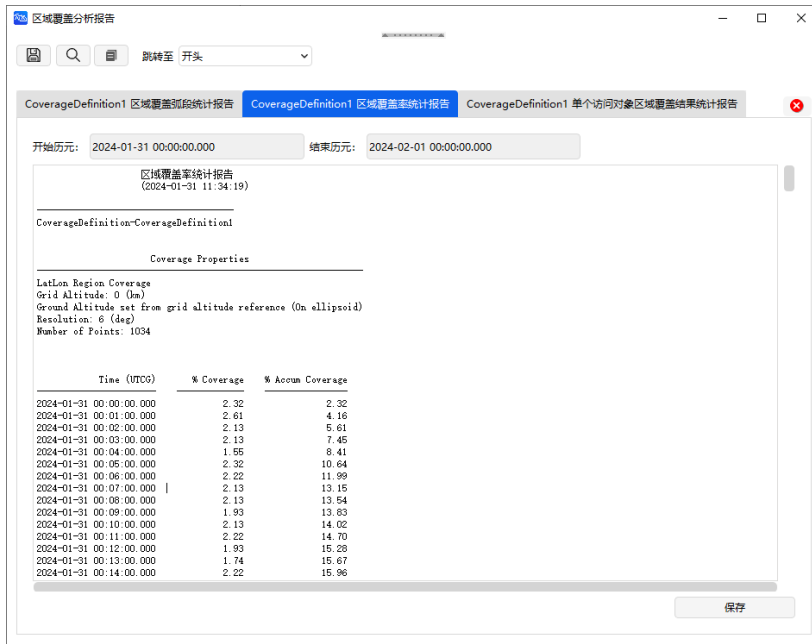 区域覆盖分析报告
跳转至 开头
CoverageDefinition1 区域覆盖弧段统计报告 CoverageDefinition1 区域覆盖率统计报告 CoverageDefinition1 单个访问对象区域覆盖结果统计报告
开始历元: 2024-01-31 00:00:00.000 结束历元: 2024-02-01 00:00:00.000
区域覆盖率统计报告
(2024-01-31 11:34:19)
CoverageDefinition-CoverageDefinition1
Coverage Properties
LatLon Region Coverage
Grid Altitude: 0 (km)
Ground Altitude set from grid altitude reference (On ellipsoid)
Resolution: 6 (deg)
Number of Points: 1034
Time (UTCG) % Coverage % Accum Coverage
2024-01-31 00:00:00.000 2.32 2.32
2024-01-31 00:01:00.000 2.61 4.16
2024-01-31 00:02:00.000 2.13 5.61
2024-01-31 00:03:00.000 2.13 7.45
2024-01-31 00:04:00.000 1.55 8.41
2024-01-31 00:05:00.000 2.32 10.64
2024-01-31 00:06:00.000 2.22 11.99
2024-01-31 00:07:00.000 2.13 13.15
2024-01-31 00:08:00.000 2.13 13.54
2024-01-31 00:09:00.000 1.93 13.83
2024-01-31 00:10:00.000 2.13 14.02
2024-01-31 00:11:00.000 2.22 14.70
2024-01-31 00:12:00.000 1.93 15.28
2024-01-31 00:13:00.000 1.74 15.67
2024-01-31 00:14:00.000 2.22 15.96
保存